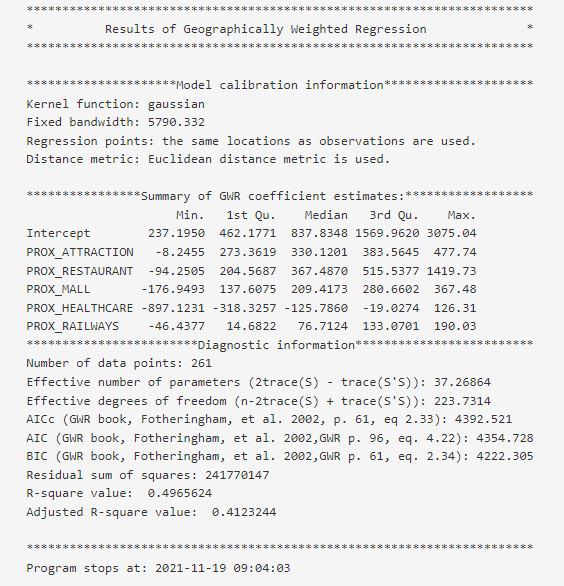 ***********************************************************************
*          Results of Geographically Weighted Regression              *
***********************************************************************

*********************Model calibration information*********************
Kernel function: gaussian
Fixed bandwidth: 5790.332
Regression points: the same locations as observations are used.
Distance metric: Euclidean distance metric is used.

****************Summary of GWR coefficient estimates:******************
                     Min.   1st Qu.    Median   3rd Qu.    Max.
Intercept        237.1950  462.1771  837.8348 1569.9620 3075.04
PROX_ATTRACTION   -8.2455  273.3619  330.1201  383.5645  477.74
PROX_RESTAURANT  -94.2505  204.5687  367.4870  515.5377 1419.73
PROX_MALL       -176.9493  137.6075  209.4173  280.6602  367.48
PROX_HEALTHCARE -897.1231 -318.3257 -125.7860  -19.0274  126.31
PROX_RAILWAYS    -46.4377   14.6822   76.7124  133.0701  190.03
************************Diagnostic information*************************
Number of data points: 261
Effective number of parameters (2trace(S) - trace(S'S)): 37.26864
Effective degrees of freedom (n-2trace(S) + trace(S'S)): 223.7314
AICc (GWR book, Fotheringham, et al. 2002, p. 61, eq 2.33): 4392.521
AIC (GWR book, Fotheringham, et al. 2002,GWR p. 96, eq. 4.22): 4354.728
BIC (GWR book, Fotheringham, et al. 2002,GWR p. 61, eq. 2.34): 4222.305
Residual sum of squares: 241770147
R-square value:  0.4965624
Adjusted R-square value:  0.4123244

***********************************************************************
Program stops at: 2021-11-19 09:04:03